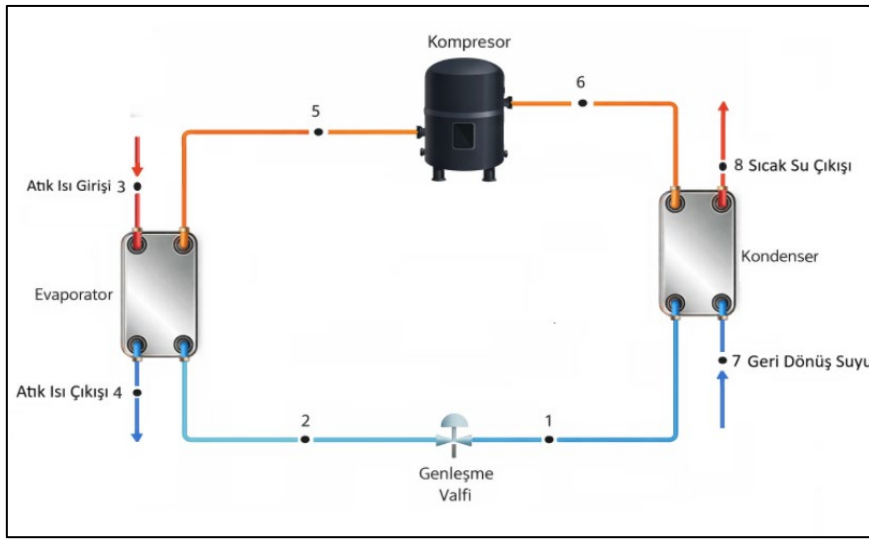 Kompresor
5
6
Atık Isı Girişi 3
8 Sıcak Su Çıkışı
Evaporator
Kondenser
Atık Isı Çıkışı 4
7 Geri Dönüş Suyu
2
1
Genleşme
Valfi